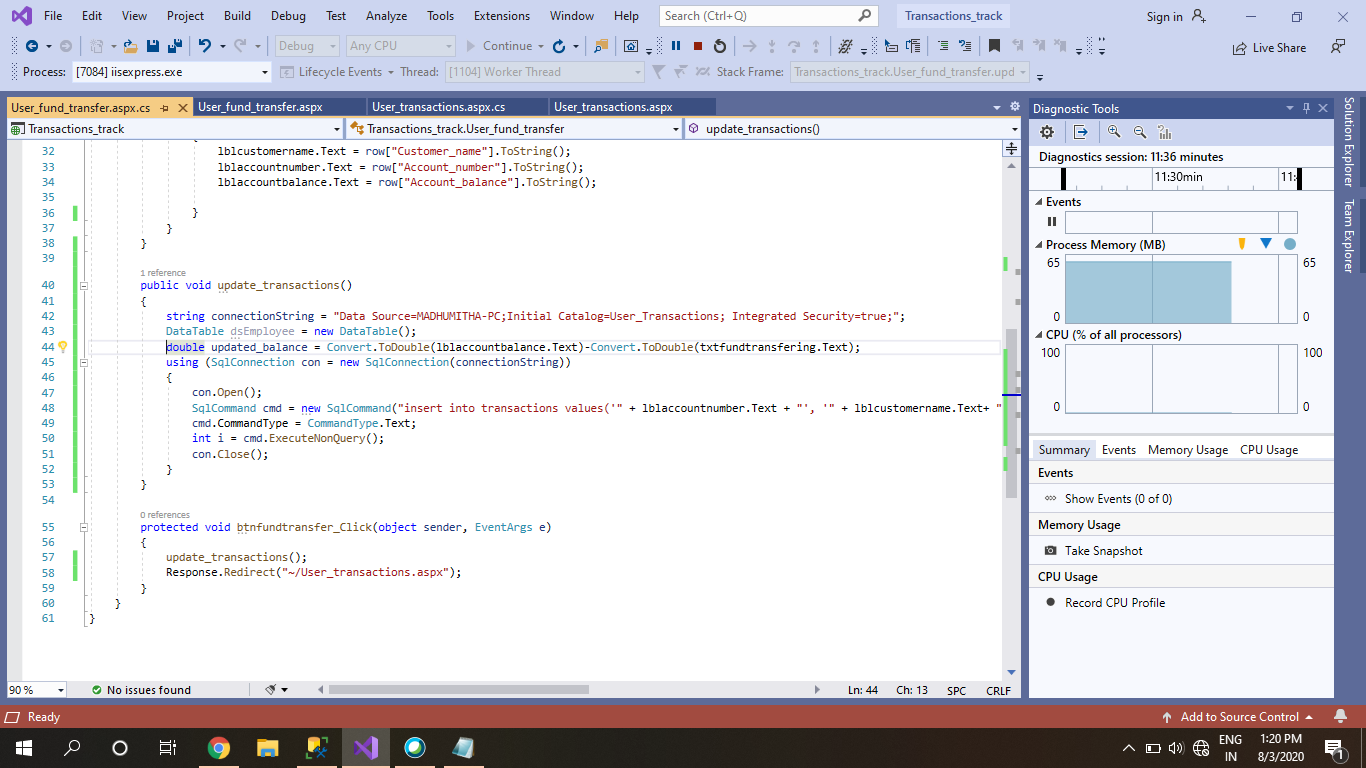 File Edit View Project Build Debug Test Analyze Tools Extensions Window Help Search (Ctrl+Q) Transactions_track Sign in
Debug Any CPU Continue Live Share
Process: [7084] iisexpress.exe Lifecycle Events Thread: [1104] Worker Thread Stack Frame: Transactions_track.User_fund_transfer.upd
User_fund_transfer.aspx.cs User_fund_transfer.aspx User_transactions.aspx.cs User_transactions.aspx
Transactions_track Transactions_track.User_fund_transfer update_transactions()
32 lblcustomername.Text = row["Customer_name"].ToString();
33 lblaccountnumber.Text = row["Account_number"].ToString();
34 lblaccountbalance.Text = row["Account_balance"].ToString();
35
36 }
37 }
38 }
39
1 reference
40 public void update_transactions()
41 {
42 string connectionString = "Data Source=MADHUMITHA-PC;Initial Catalog=User_Transactions; Integrated Security=true;";
43 DataTable dsEmployee = new DataTable();
44 double updated_balance = Convert.ToDouble(lblaccountbalance.Text)-Convert.ToDouble(txtfundtransfering.Text);
45 using (SqlConnection con = new SqlConnection(connectionString))
46 {
47 con.Open();
48 SqlCommand cmd = new SqlCommand("insert into transactions values('" + lblaccountnumber.Text + "', '" + lblcustomername.Text+ "
49 cmd.CommandType = CommandType.Text;
50 int i = cmd.ExecuteNonQuery();
51 con.Close();
52 }
53 }
54
0 references
55 protected void btnfundtransfer_Click(object sender, EventArgs e)
56 {
57 update_transactions();
58 Response.Redirect("~/User_transactions.aspx");
59 }
60 }
61 }
90 % No issues found Ln: 44 Ch: 13 SPC CRLF
Diagnostic Tools
Diagnostics session: 11:36 minutes
11:30min 11:4
Events
Process Memory (MB)
65 65
0 0
CPU (% of all processors)
100 100
0 0
Summary Events Memory Usage CPU Usage
Events
Show Events (0 of 0)
Memory Usage
Take Snapshot
CPU Usage
Record CPU Profile
Solution Explorer
Team Explorer
Ready Add to Source Control
ENG
IN
1:20 PM
8/3/2020
1